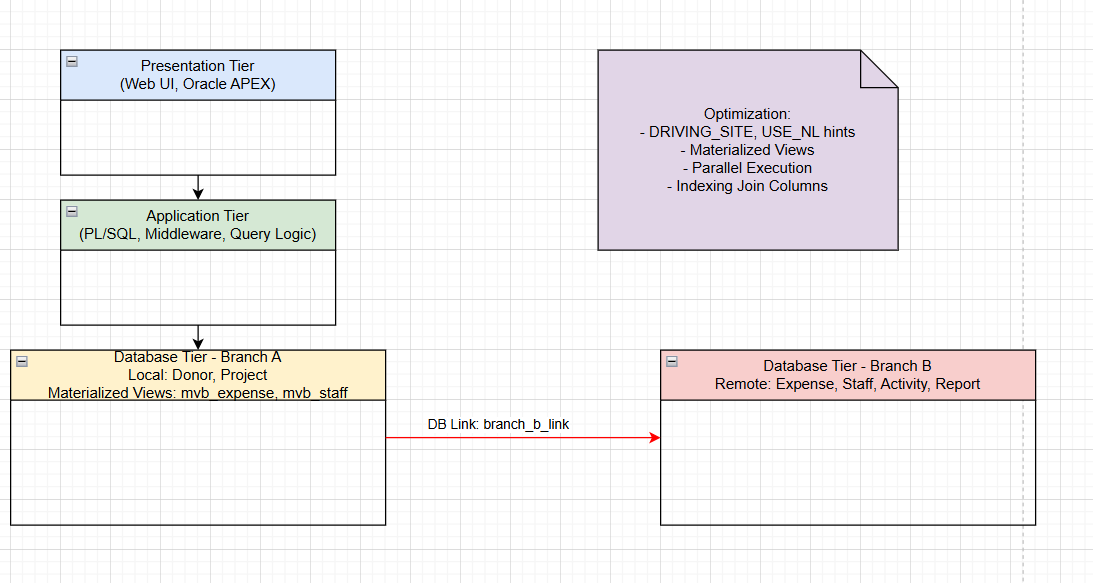 Presentation Tier
(Web UI, Oracle APEX)
Optimization:
- DRIVING_SITE, USE_NL hints
- Materialized Views
- Parallel Execution
- Indexing Join Columns
Application Tier
(PL/SQL, Middleware, Query Logic)
Database Tier - Branch A
Local: Donor, Project
Materialized Views: mvb_expense, mvb_staff
DB Link: branch_b_link
Database Tier - Branch B
Remote: Expense, Staff, Activity, Report